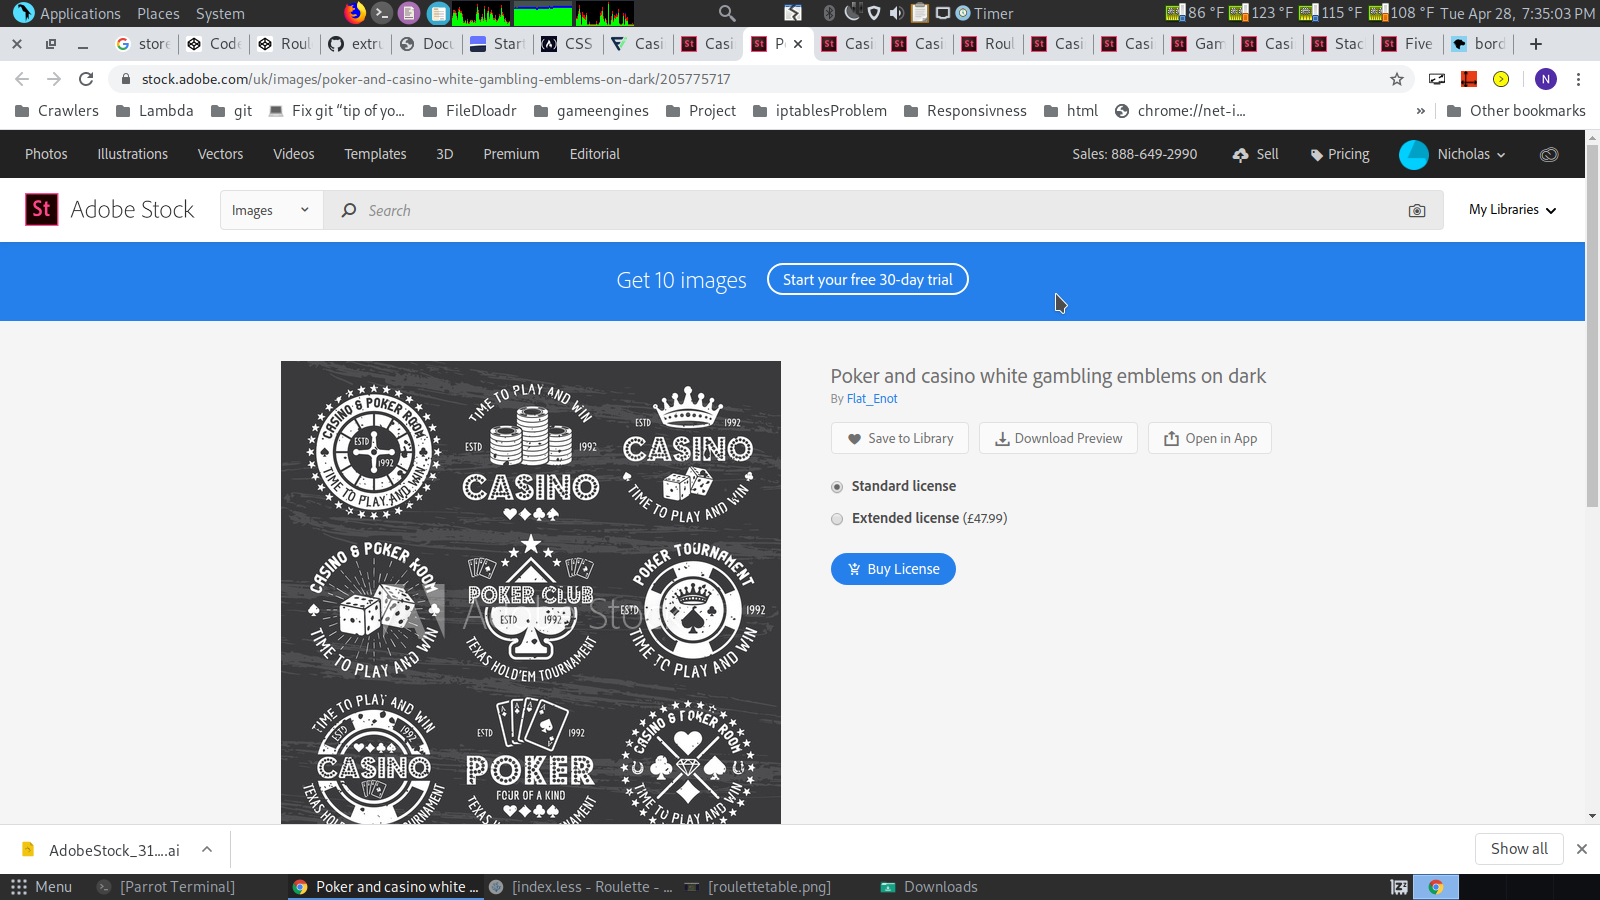 Applications Places System Timer 86 °F 123 °F 115 °F 108 °F Tue Apr 28, 7:35:03 PM
store Code Roul extru Docu Start CSS Casi Casi P Casi Casi Roul Casi Casi Gam Casi Stac Five bord
stock.adobe.com/uk/images/poker-and-casino-white-gambling-emblems-on-dark/205775717 N
Crawlers Lambda git Fix git “tip of yo... FileDloadr gameengines Project iptablesProblem Responsivness html chrome://net-i... » Other bookmarks
Photos Illustrations Vectors Videos Templates 3D Premium Editorial Sales: 888-649-2990 Sell Pricing Nicholas
St Adobe Stock Images Search My Libraries
Get 10 images Start your free 30-day trial
Poker and casino white gambling emblems on dark
By Flat_Enot
Save to Library Download Preview Open in App
Standard license
Extended license (£47.99)
Buy License
CASINO & POKER ROOM
ESTD
1992
TIME TO PLAY AND WIN
TIME TO PLAY AND WIN
ESTD 1992
CASINO
ESTD 1992
CASINO
TIME TO PLAY AND WIN
CASINO & POKER ROOM
TIME TO PLAY AND WIN
POKER CLUB
ESTD 1992
TEXAS HOLD'EM TOURNAMENT
POKER TOURNAMENT
ESTD 1992
TIME TO PLAY AND WIN
Adobe Stock
TIME TO PLAY AND WIN
ESTD 1992
CASINO
ESTD 1992
POKER
FOUR OF A KIND
CASINO & POKER ROOM
TIME TO PLAY AND WIN
AdobeStock_31....ai Show all
Menu [Parrot Terminal] Poker and casino white ... [index.less - Roulette - ... [roulettetable.png] Downloads